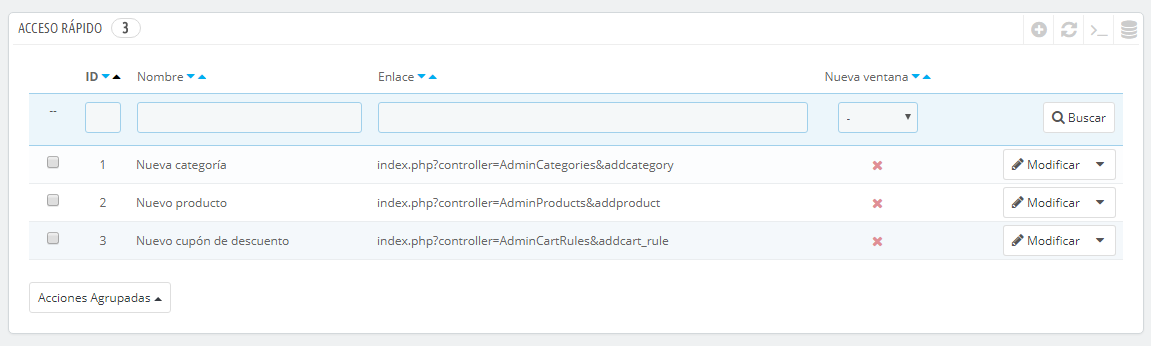 ACCESO RÁPIDO 3
ID Nombre Enlace Nueva ventana
-- - Buscar
1 Nueva categoría index.php?controller=AdminCategories&addcategory Modificar
2 Nuevo producto index.php?controller=AdminProducts&addproduct Modificar
3 Nuevo cupón de descuento index.php?controller=AdminCartRules&addcart_rule Modificar
Acciones Agrupadas